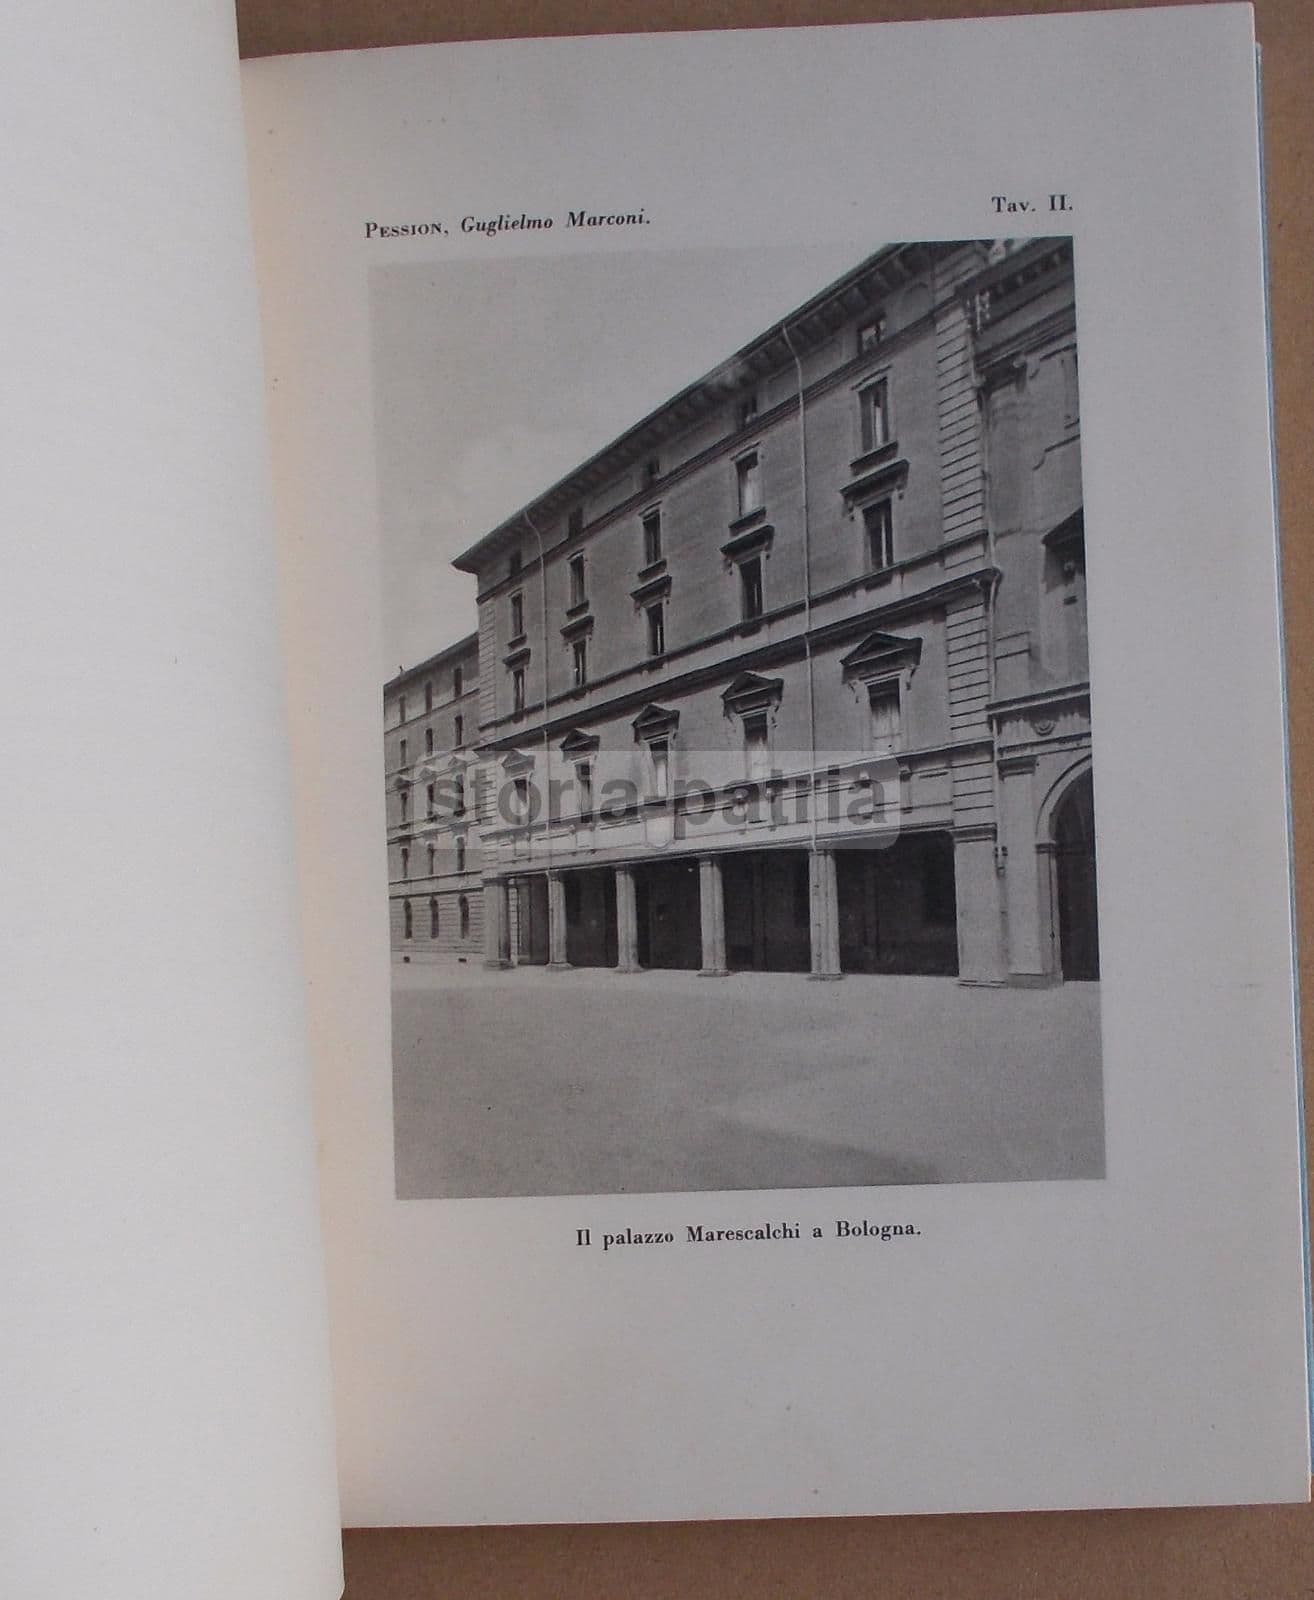 PESSION, Guglielmo Marconi.
Tav. II.
storia-patria
Il palazzo Marescalchi a Bologna.